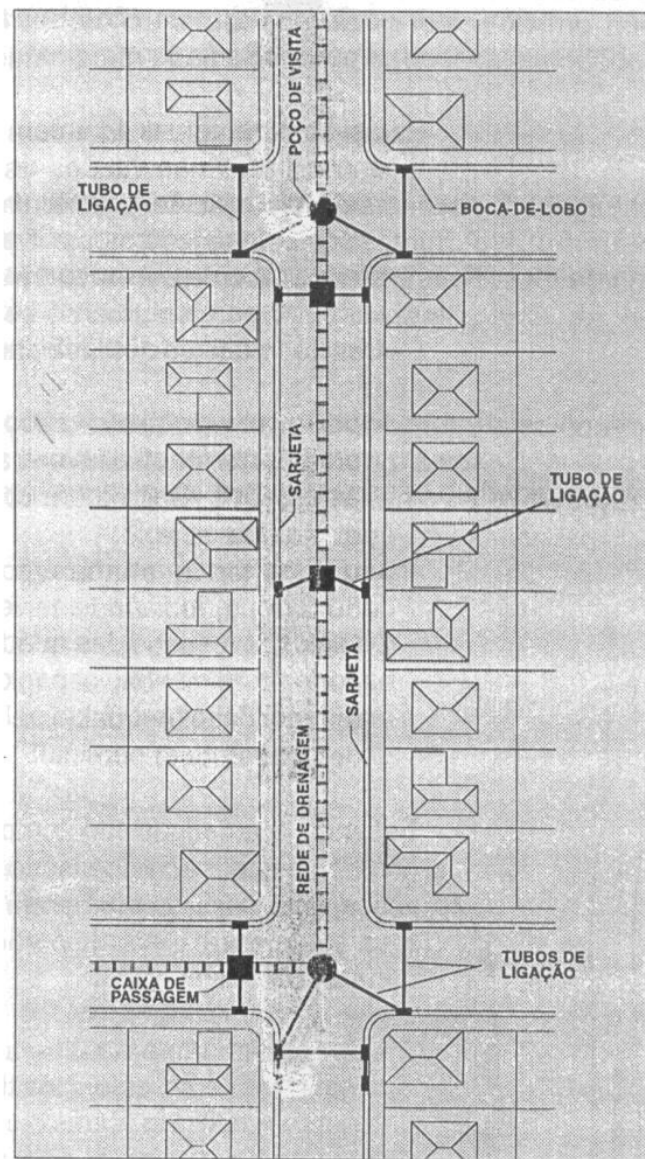 POÇO DE VISITA
TUBO DE
LIGAÇÃO
BOCA-DE-LOBO
SARJETA
TUBO DE
LIGAÇÃO
SARJETA
REDE DE DRENAGEM
CAIXA DE
PASSAGEM
TUBOS DE
LIGAÇÃO